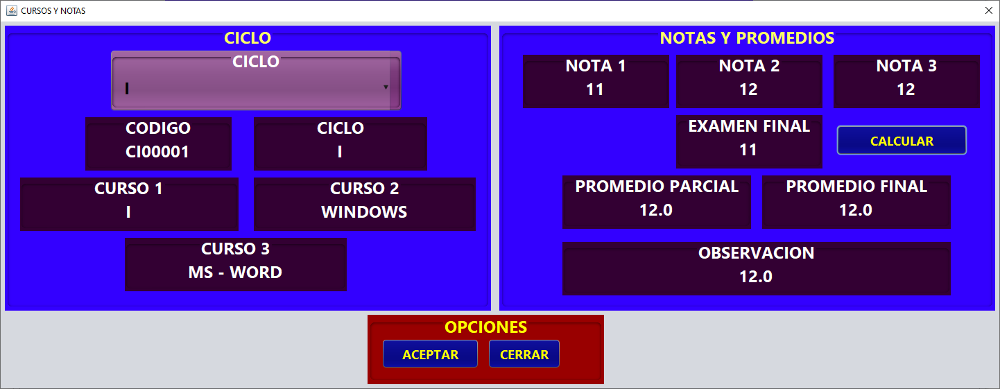 CURSOS Y NOTAS
CICLO
CICLO
I
CODIGO
CI00001
CICLO
I
CURSO 1
I
CURSO 2
WINDOWS
CURSO 3
MS - WORD
NOTAS Y PROMEDIOS
NOTA 1
11
NOTA 2
12
NOTA 3
12
EXAMEN FINAL
11
CALCULAR
PROMEDIO PARCIAL
12.0
PROMEDIO FINAL
12.0
OBSERVACION
12.0
OPCIONES
ACEPTAR
CERRAR